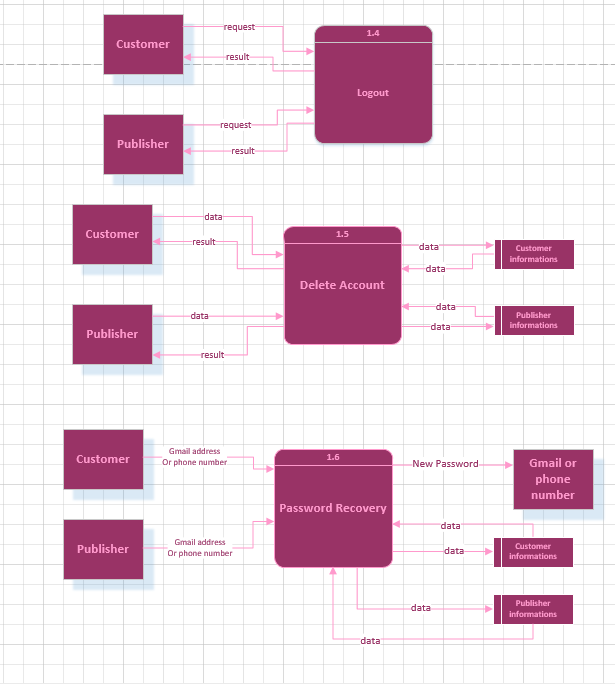 Customer
request
result
1.4
Logout
Publisher
request
result
Customer
data
result
1.5
Delete Account
data
data
Customer
informations
Publisher
data
result
data
data
Publisher
informations
Customer
Gmail address
Or phone number
1.6
Password Recovery
New Password
Gmail or
phone
number
Publisher
Gmail address
Or phone number
data
data
Customer
informations
data
Publisher
informations
data